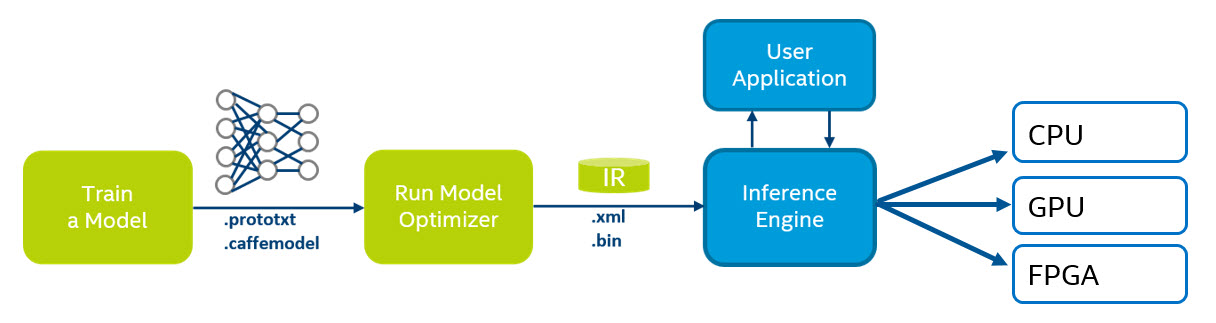 Train
a Model
.prototxt
.caffemodel
Run Model
Optimizer
IR
.xml
.bin
User
Application
Inference
Engine
CPU
GPU
FPGA